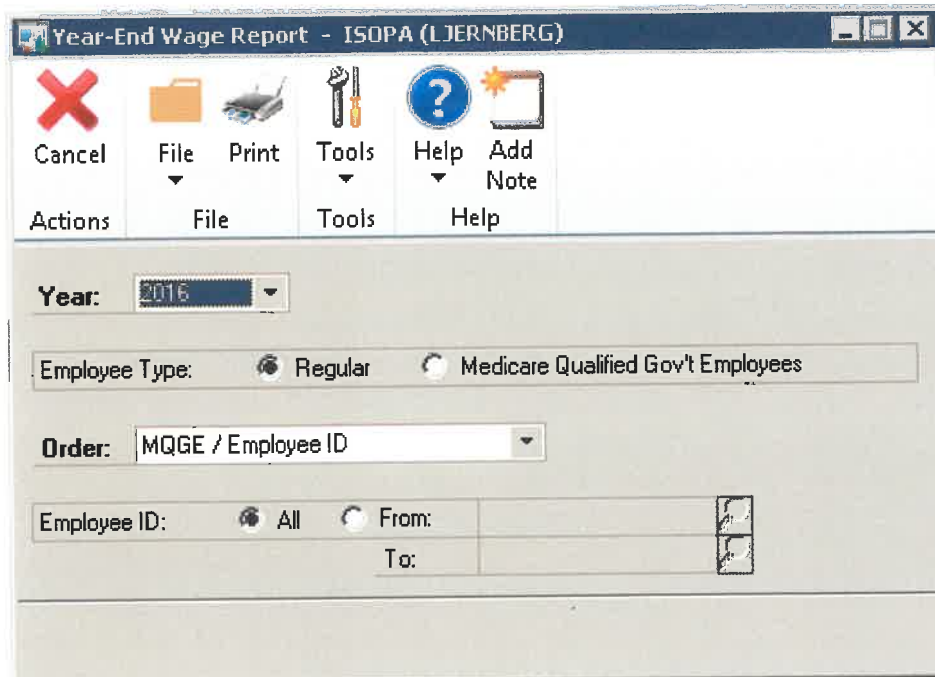 Year-End Wage Report - ISOPA (LJERNBERG)
Cancel File Print Tools Help Add Note
Actions File Tools Help
Year: 2016
Employee Type: Regular Medicare Qualified Gov't Employees
Order: MQGE / Employee ID
Employee ID: All From:
To: